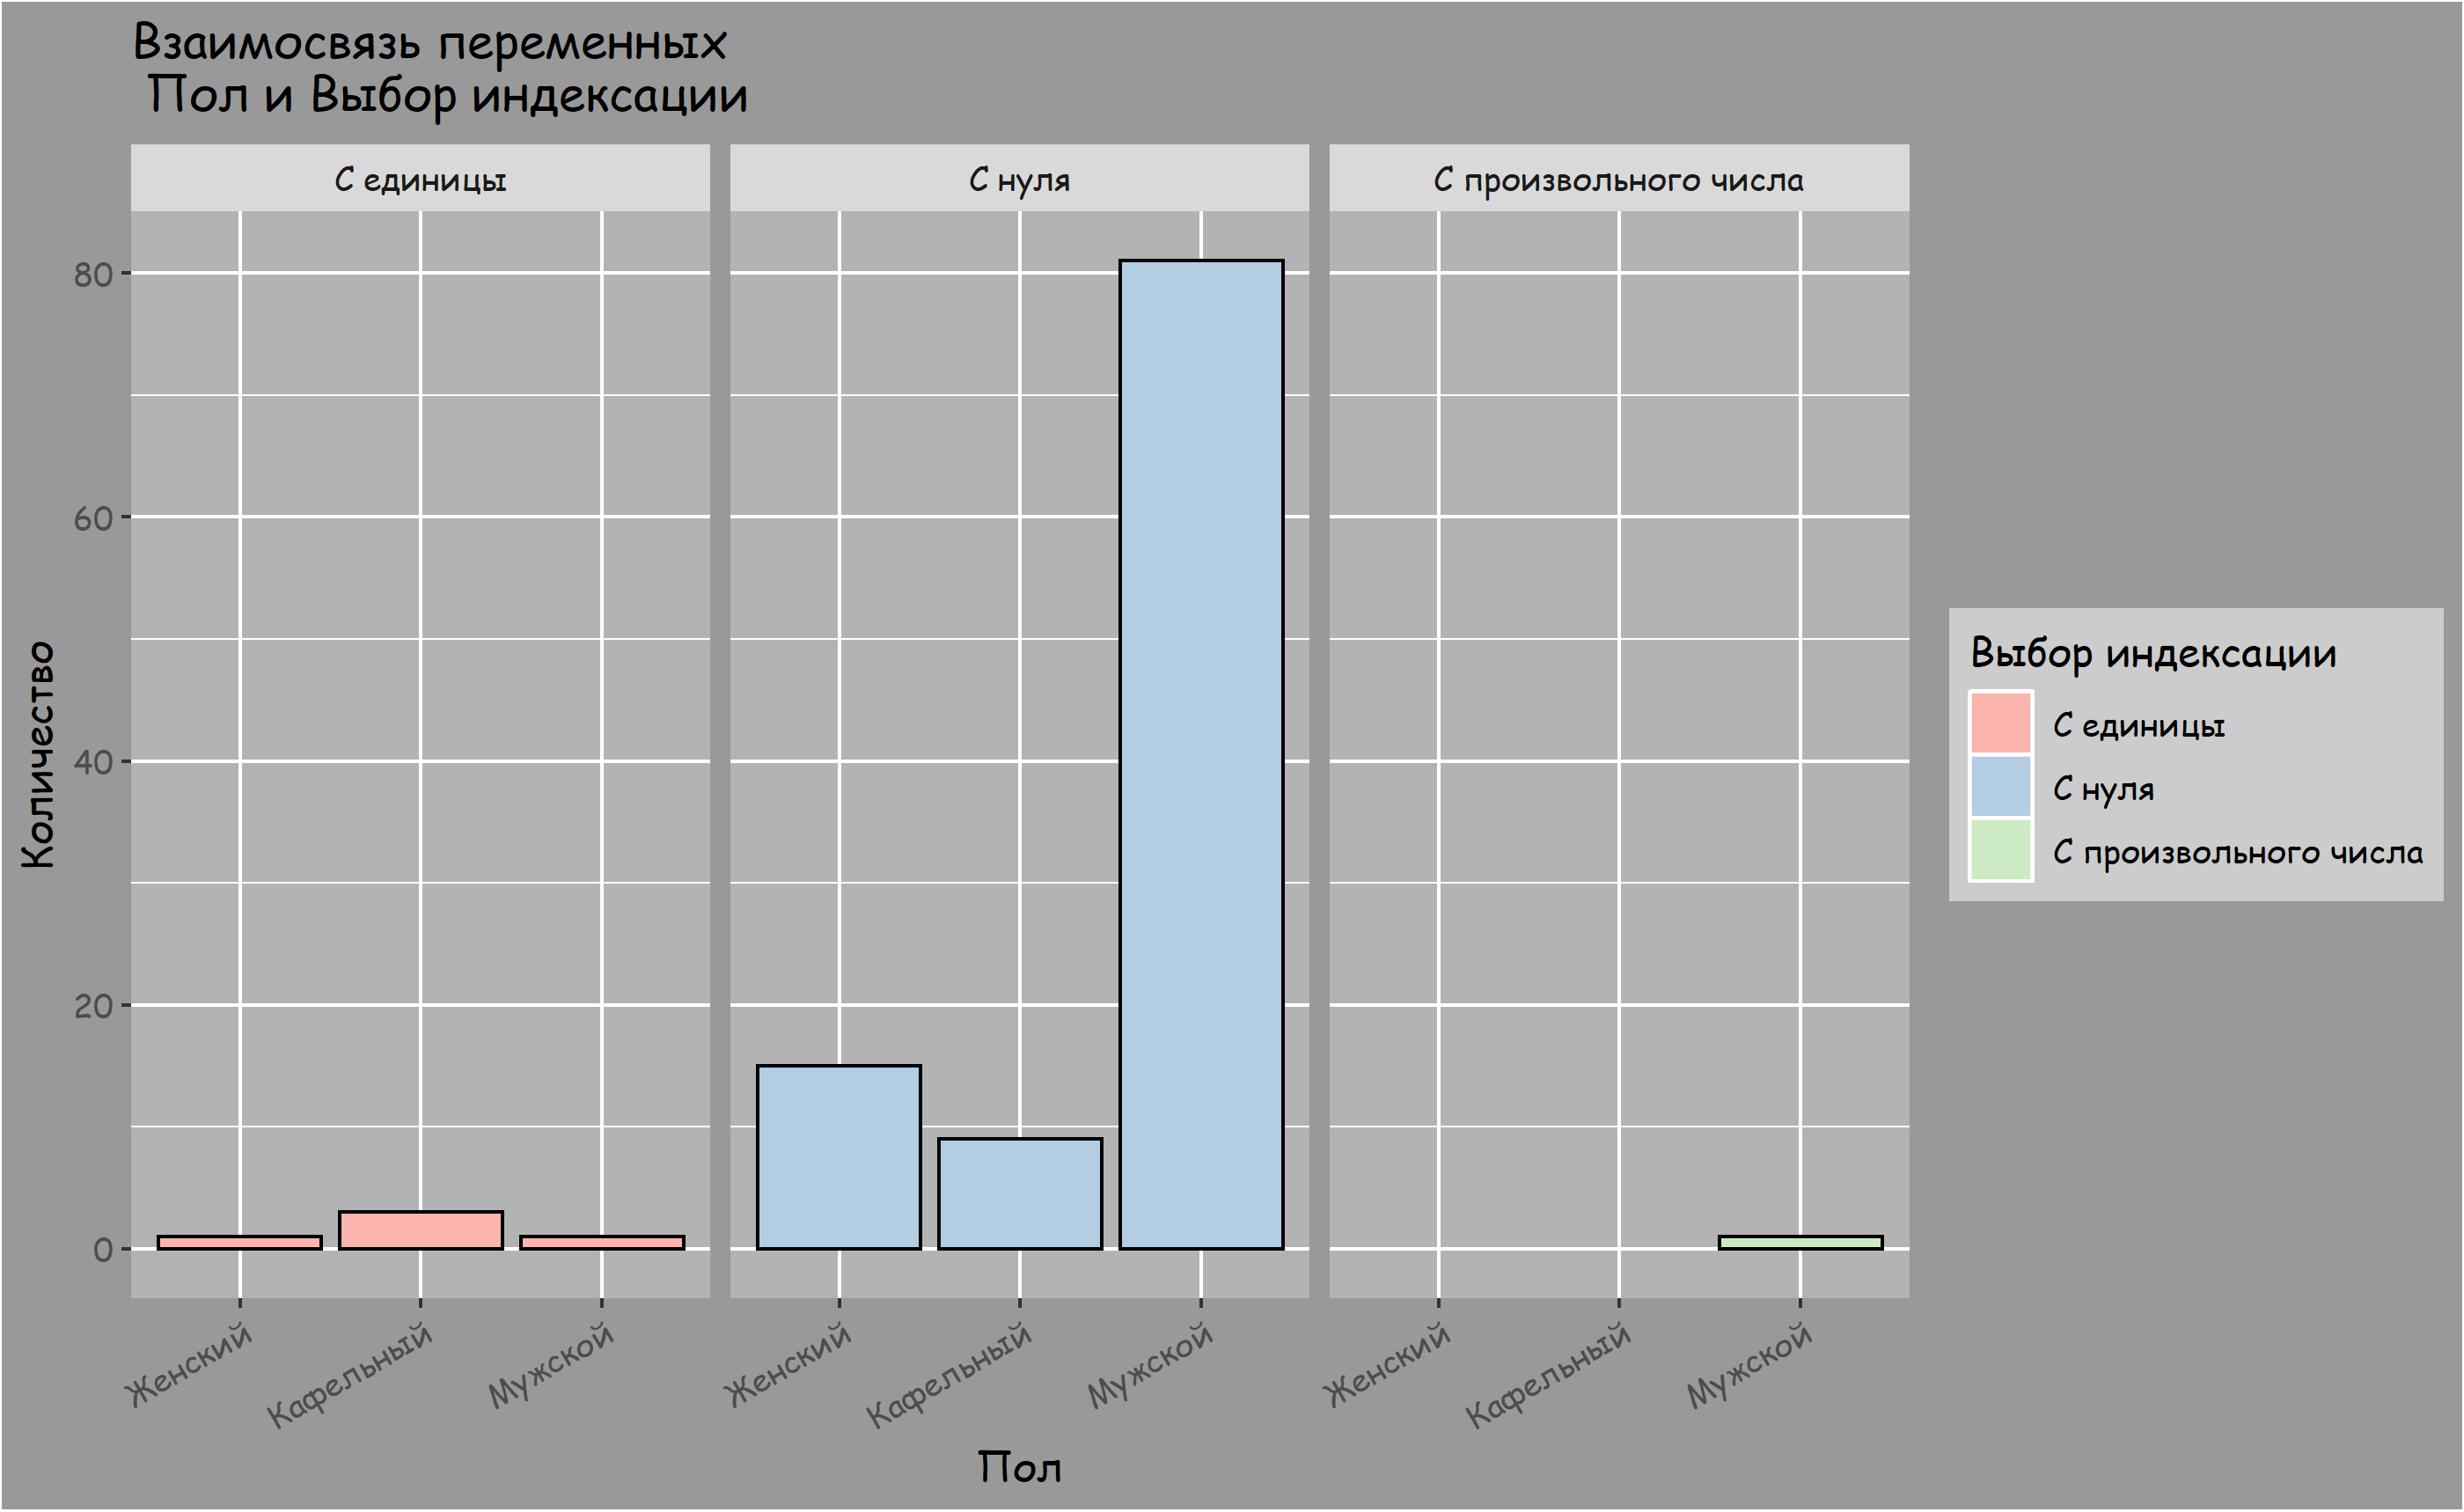 Взаимосвязь переменных
Пол и Выбор индексации
С единицы
С нуля
С произвольного числа
80
60
40
20
0
Количество
Женский
Кафельный
Мужской
Женский
Кафельный
Мужской
Женский
Кафельный
Мужской
Пол
Выбор индексации
С единицы
С нуля
С произвольного числа